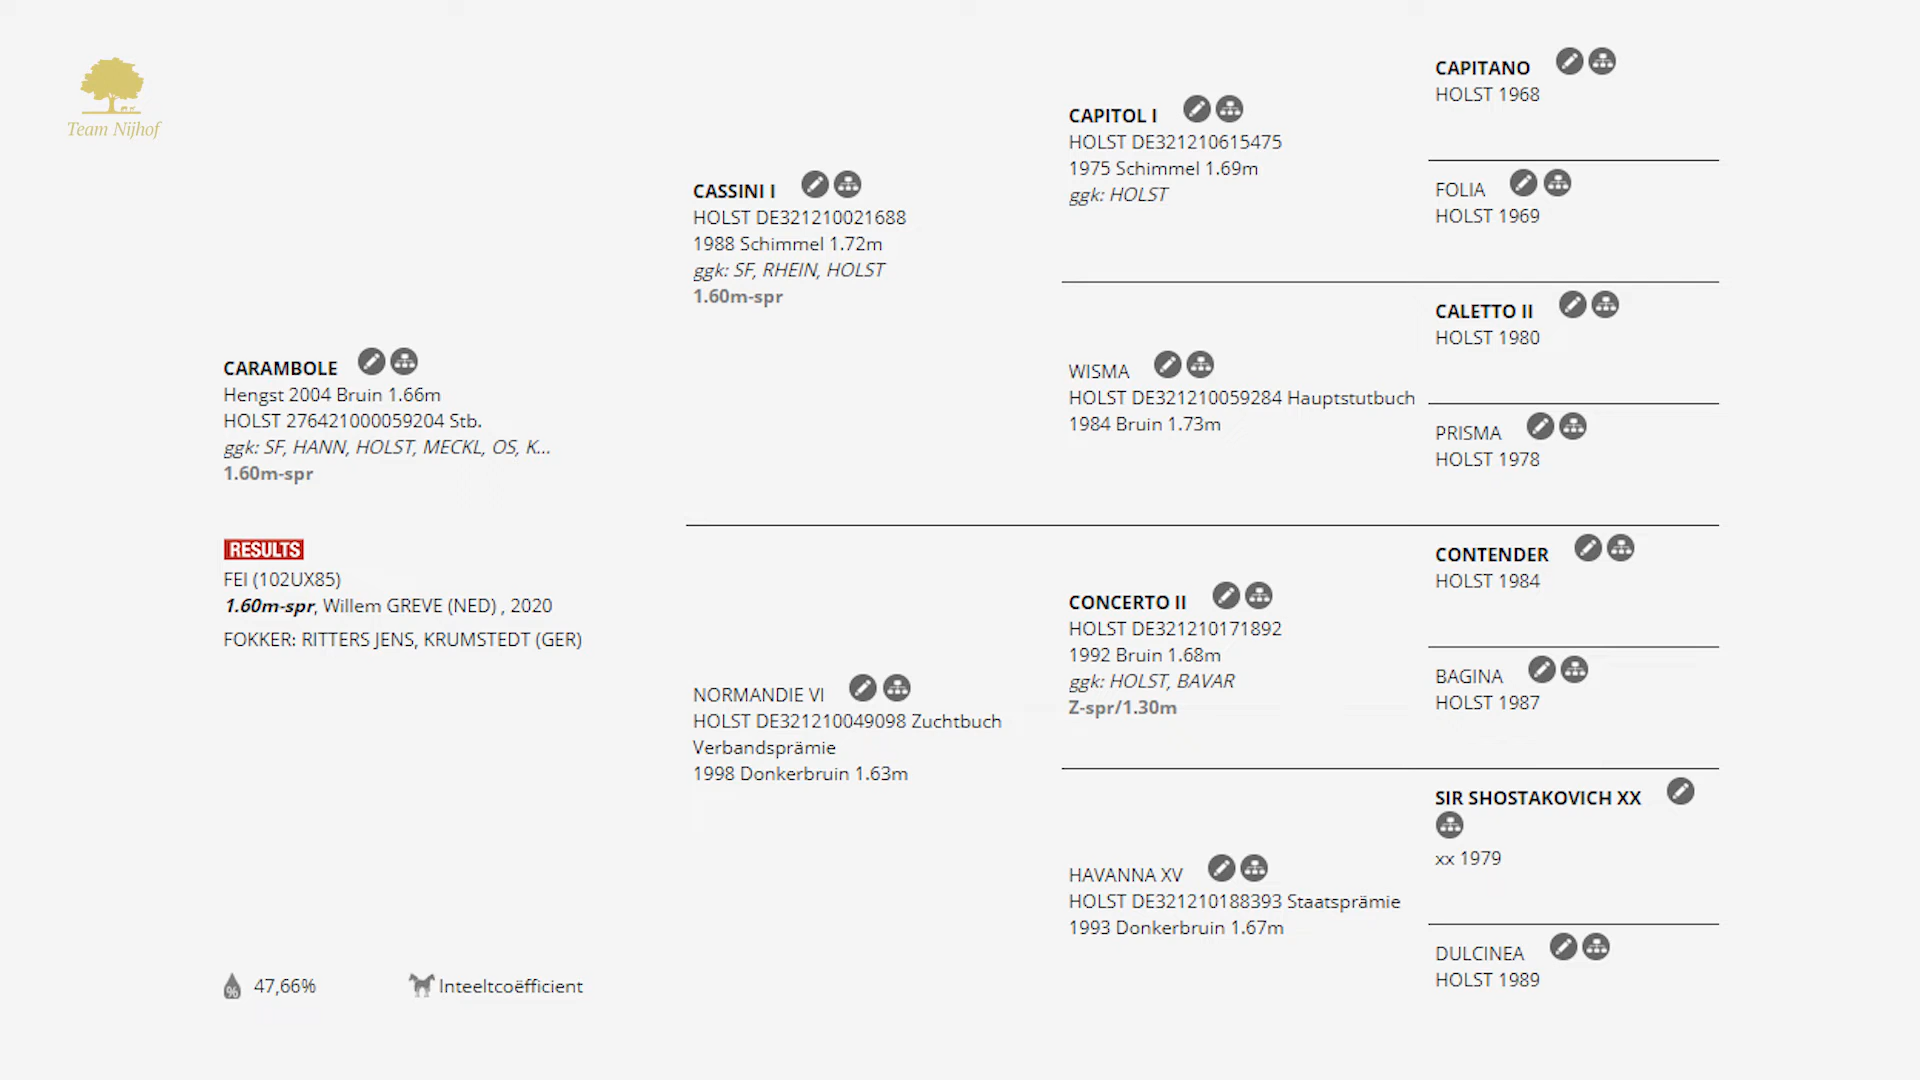 Team Nijhof
CARAMBOLE
Hengst 2004 Bruin 1.66m
HOLST 276421000059204 Stb.
ggk: SF, HANN, HOLST, MECKL, OS, K...
1.60m-spr
RESULTS
FEI (102UX85)
1.60m-spr, Willem GREVE (NED) , 2020
FOKKER: RITTERS JENS, KRUMSTEDT (GER)
% 47,66%
Inteeltcoëfficient
CASSINI I
HOLST DE321210021688
1988 Schimmel 1.72m
ggk: SF, RHEIN, HOLST
1.60m-spr
NORMANDIE VI
HOLST DE321210049098 Zuchtbuch
Verbandsprämie
1998 Donkerbruin 1.63m
CAPITOL I
HOLST DE321210615475
1975 Schimmel 1.69m
ggk: HOLST
WISMA
HOLST DE321210059284 Hauptstutbuch
1984 Bruin 1.73m
CONCERTO II
HOLST DE321210171892
1992 Bruin 1.68m
ggk: HOLST, BAVAR
Z-spr/1.30m
HAVANNA XV
HOLST DE321210188393 Staatsprämie
1993 Donkerbruin 1.67m
CAPITANO
HOLST 1968
FOLIA
HOLST 1969
CALETTO II
HOLST 1980
PRISMA
HOLST 1978
CONTENDER
HOLST 1984
BAGINA
HOLST 1987
SIR SHOSTAKOVICH XX
xx 1979
DULCINEA
HOLST 1989